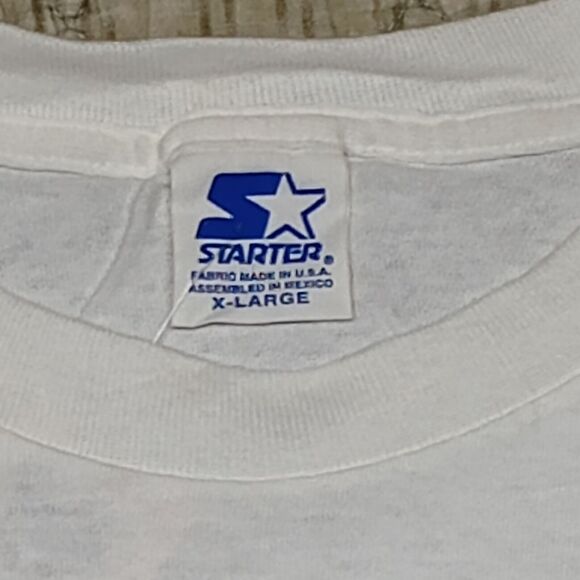 STARTER®
FABRIC MADE IN U.S.A.
ASSEMBLED IN MEXICO
X-LARGE